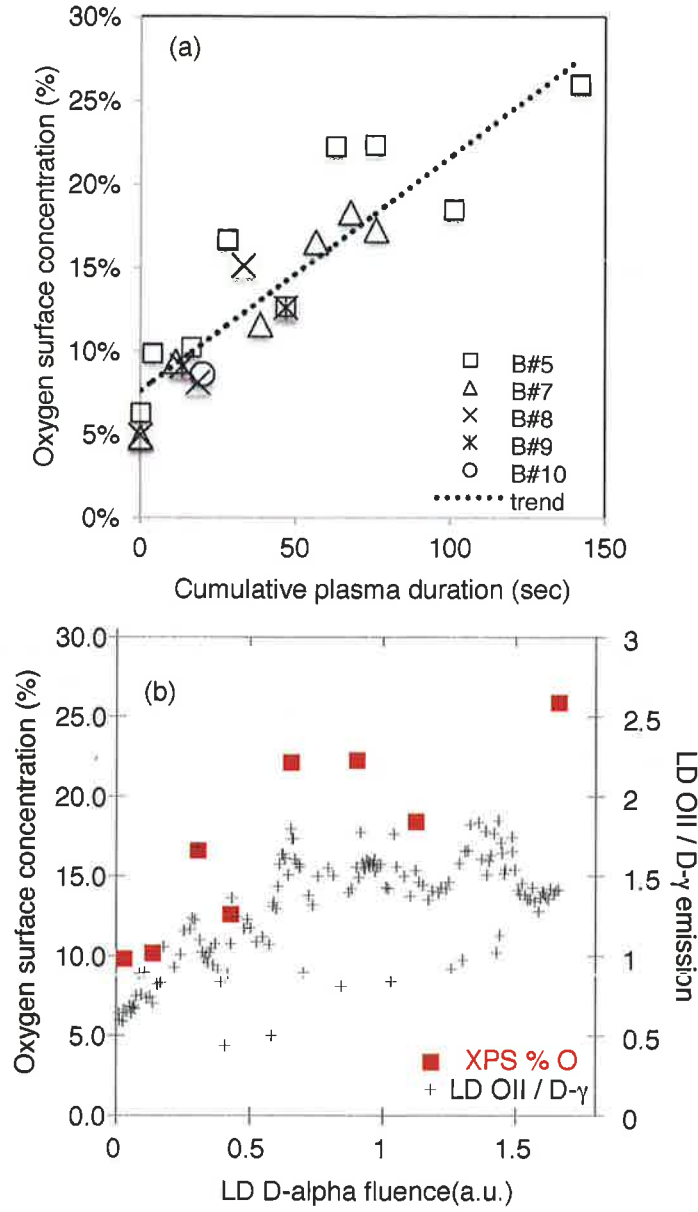 30%
25%
20%
15%
10%
5%
0%
Oxygen surface concentration (%)
(a)
B#5
B#7
B#8
B#9
B#10
trend
0
50
100
150
Cumulative plasma duration (sec)
30.0
25.0
20.0
15.0
10.0
5.0
0.0
Oxygen surface concentration (%)
(b)
3
2.5
2
1.5
1
0.5
0
LD OII / D-γ emission
XPS % O
LD OII / D-γ
0
0.5
1
1.5
LD D-alpha fluence(a.u.)